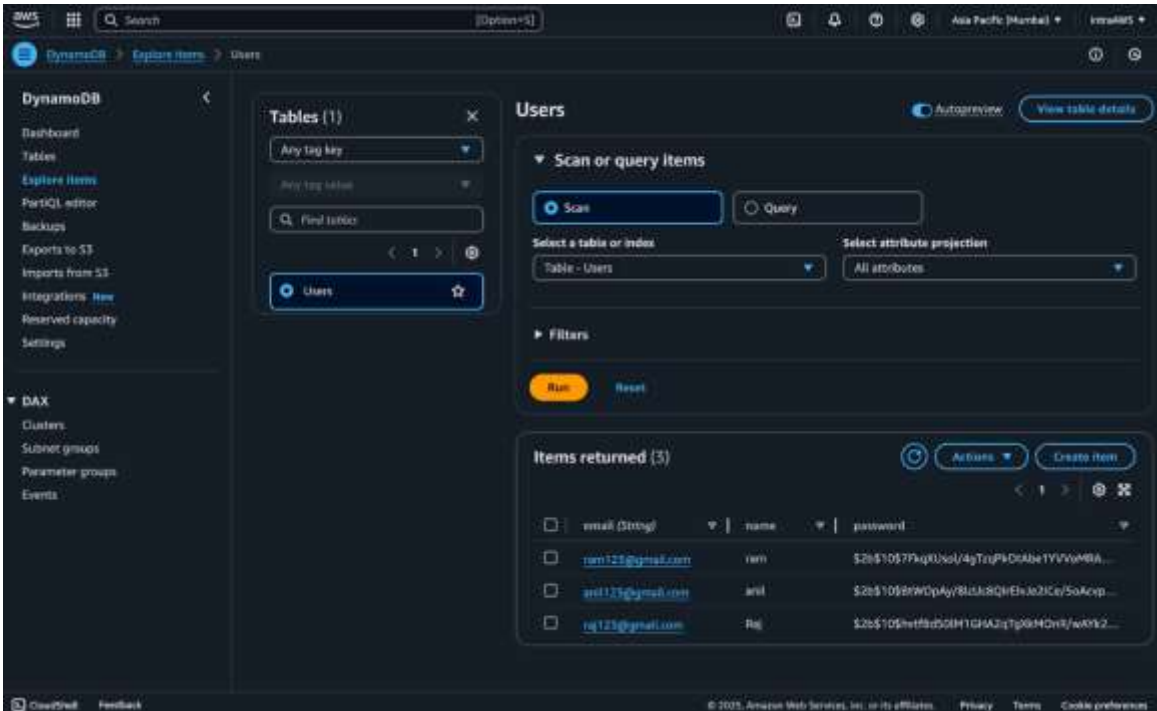 aws
Search
[Option+S]
Asia Pacific (Mumbai)
DynamoDB
Explore items
Users
DynamoDB
Dashboard
Tables
Explore items
PartiQL editor
Backups
Exports to S3
Imports from S3
Integrations New
Reserved capacity
Settings
DAX
Clusters
Subnet groups
Parameter groups
Events
Tables (1)
Any tag key
Any tag value
Find tables
1
Users
Users
Autopreview
View table details
Scan or query items
Scan
Query
Select a table or index
Table - Users
Select attribute projection
All attributes
Filters
Run
Reset
Items returned (3)
Actions
Create item
1
email (String)
name
password
ram123@gmail.com
ram
anil123@gmail.com
anil
raj123@gmail.com
Raj
CloudShell
Feedback
© 2025, Amazon Web Services, Inc. or its affiliates.
Privacy
Terms
Cookie preferences